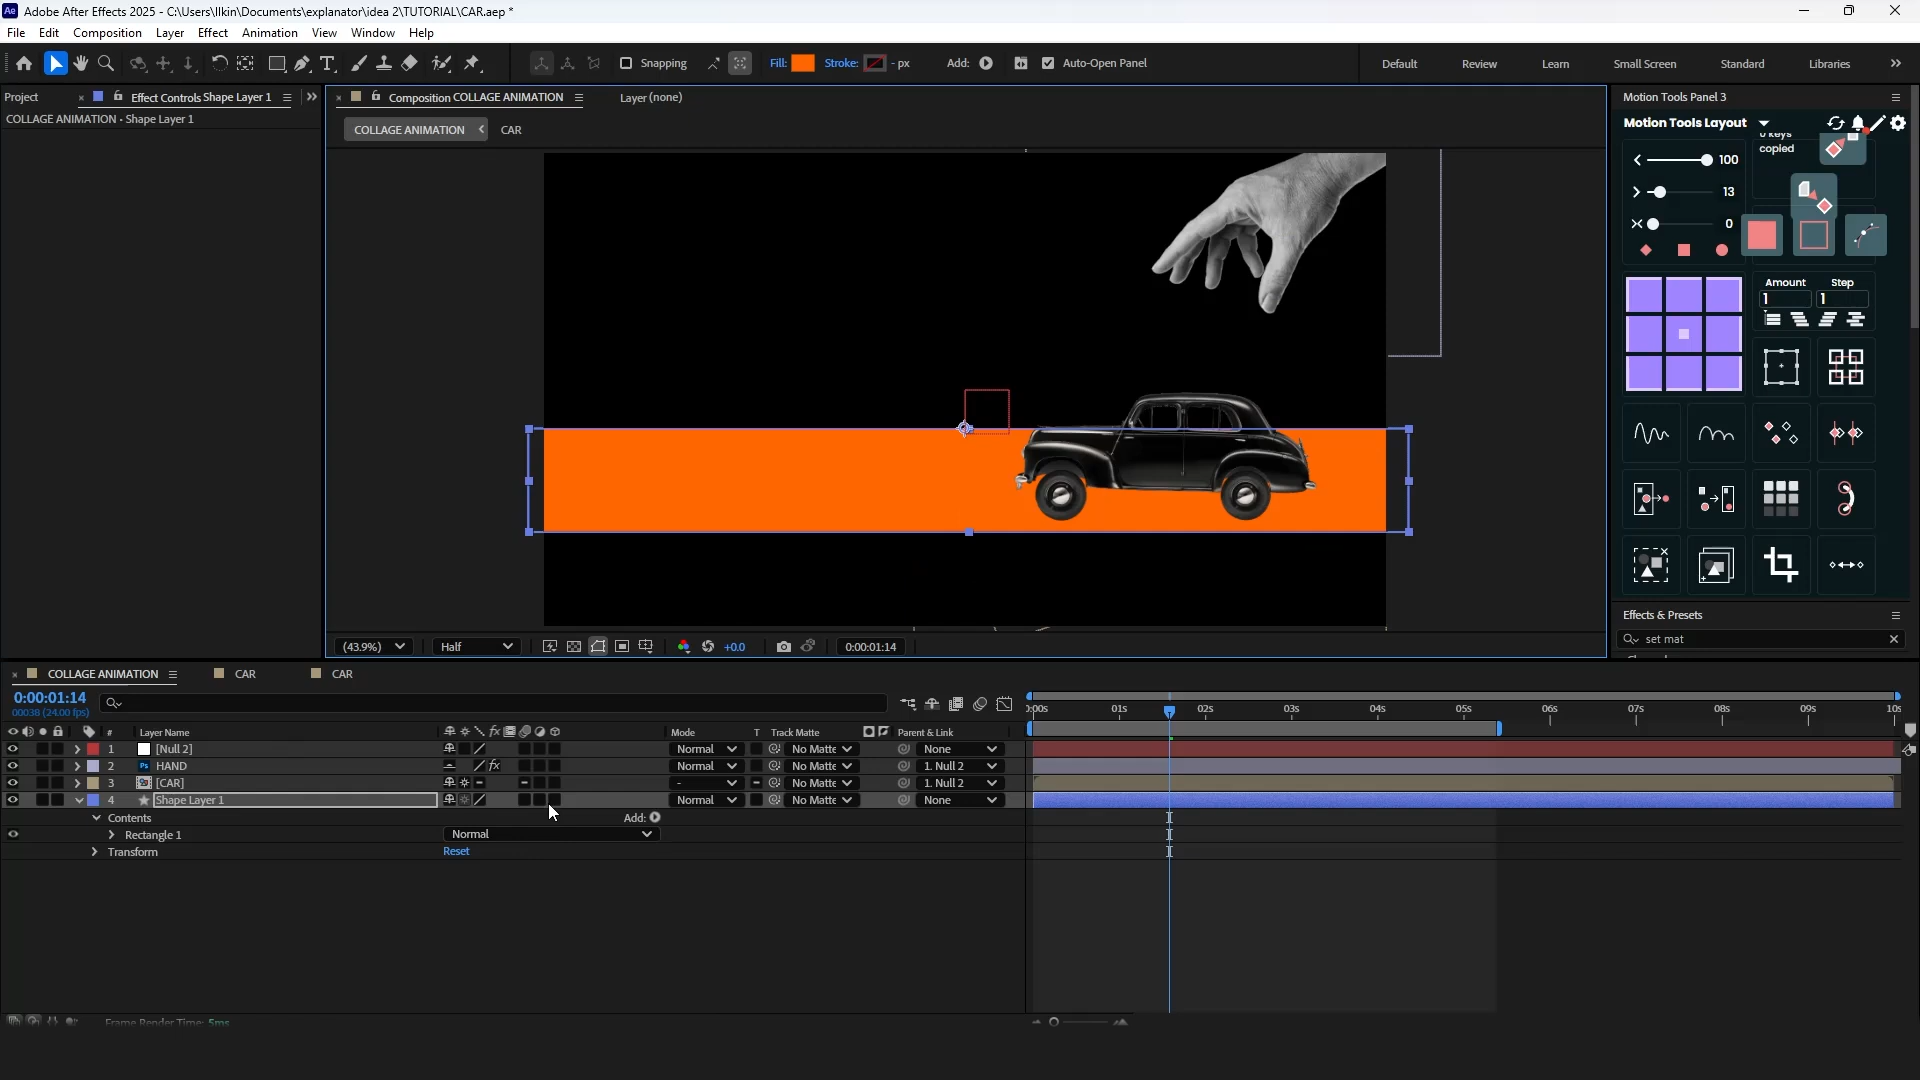 Ae Adobe After Effects 2025 - C:\Users\Ilkin\Documents\explanator\idea 2\TUTORIAL\CAR.aep *
File Edit Composition Layer Effect Animation View Window Help
Snapping Fill: Stroke: - px Add: Auto-Open Panel Default Review Learn Small Screen Standard Libraries
Project Effect Controls Shape Layer 1 Composition COLLAGE ANIMATION Layer (none) Motion Tools Panel 3
COLLAGE ANIMATION • Shape Layer 1
COLLAGE ANIMATION CAR
Motion Tools Layout
0 keys
copied
100
13
0
Amount Step
1 1
Effects & Presets
set mat
(43.9%) Half +0.0 0:00:01:14
COLLAGE ANIMATION CAR CAR
0:00:01:14
00038 (24.00 fps)
:00s 01s 02s 03s 04s 05s 06s 07s 08s 09s 10s
# Layer Name Mode T Track Matte Parent & Link
1 [Null 2] Normal No Matte None
2 Ps HAND Normal No Matte 1. Null 2
3 [CAR] - No Matte 1. Null 2
4 Shape Layer 1 Normal No Matte None
Contents Add:
Rectangle 1 Normal
Transform Reset
Frame Render Time: 5ms